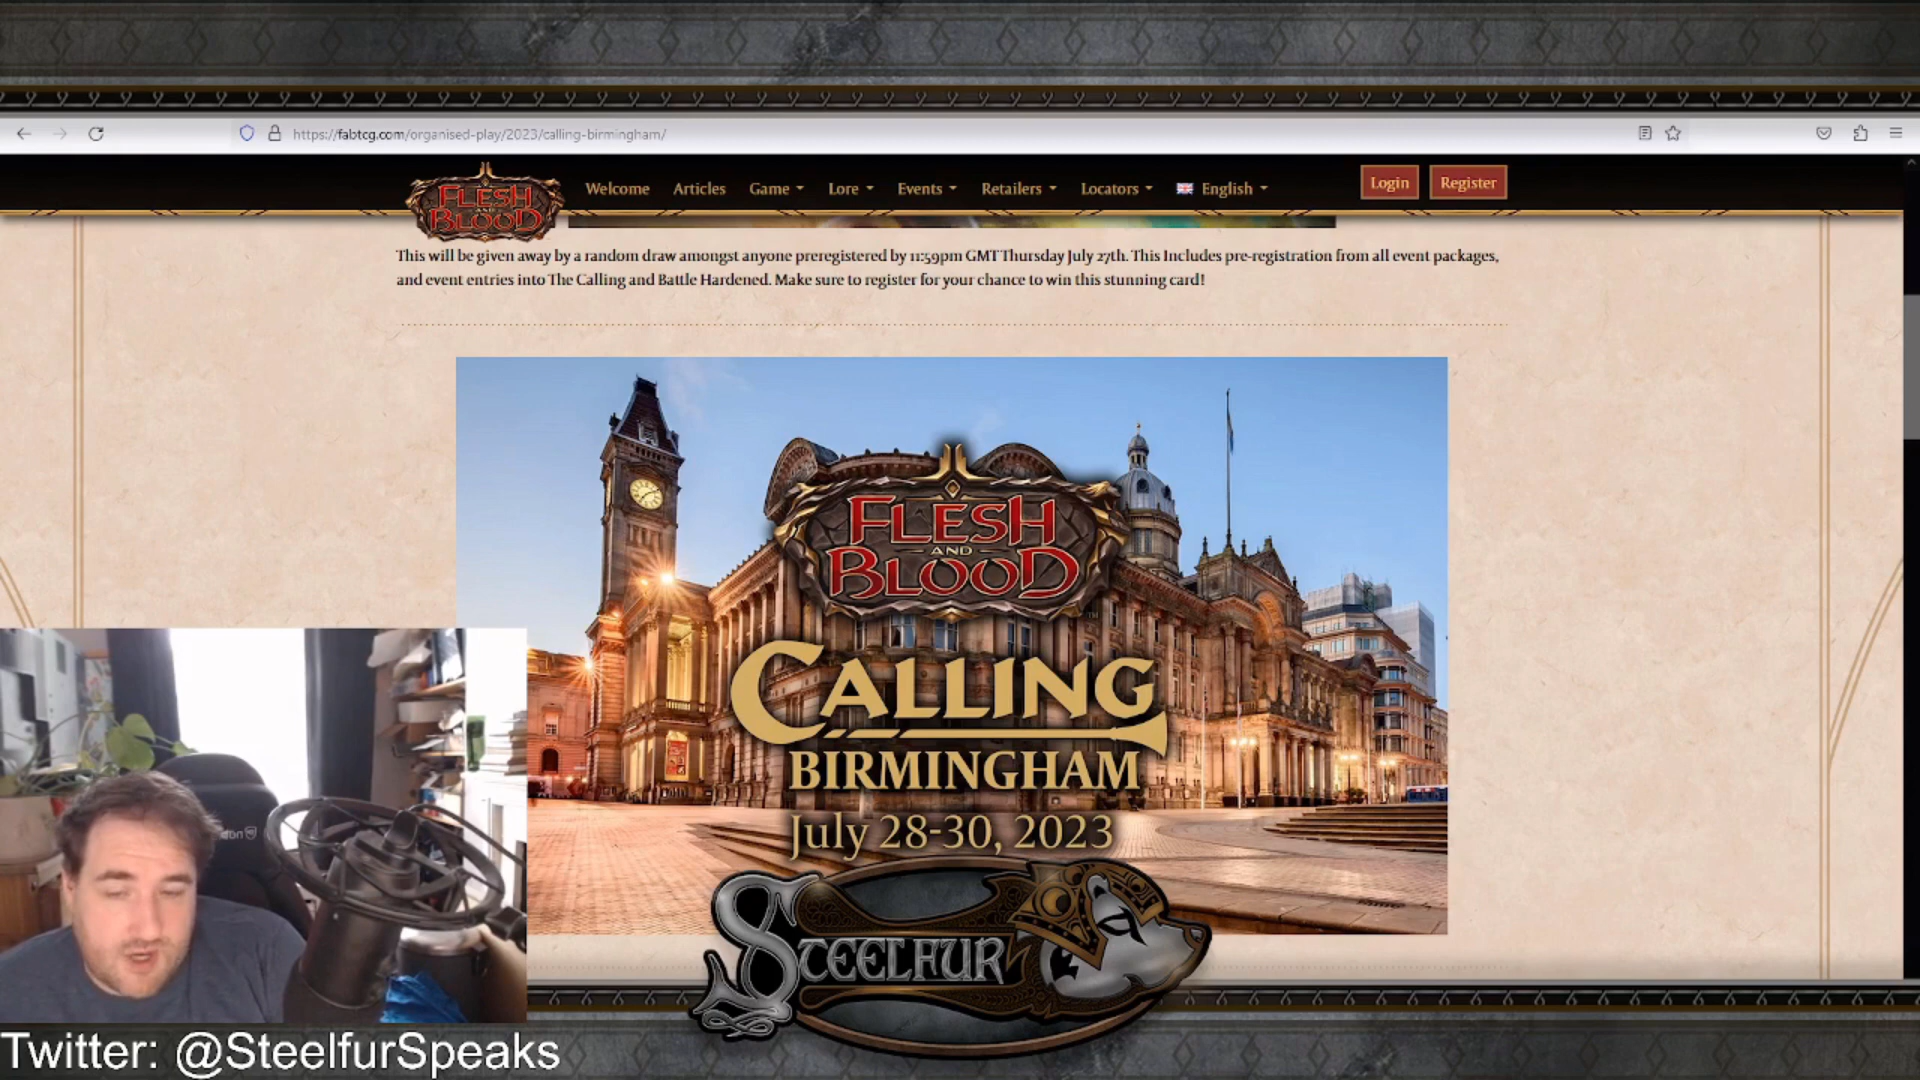 https://fabtcg.com/organised-play/2023/calling-birmingham/
FLESH AND BLOOD
Welcome Articles Game Lore Events Retailers Locators English Login Register
This will be given away by a random draw amongst anyone preregistered by 11:59pm GMT Thursday July 27th. This Includes pre-registration from all event packages,
and event entries into The Calling and Battle Hardened. Make sure to register for your chance to win this stunning card!
FLESH
AND
BLOOD
TM
CALLING
BIRMINGHAM
July 28-30, 2023
STEELFUR
Twitter: @SteelfurSpeaks